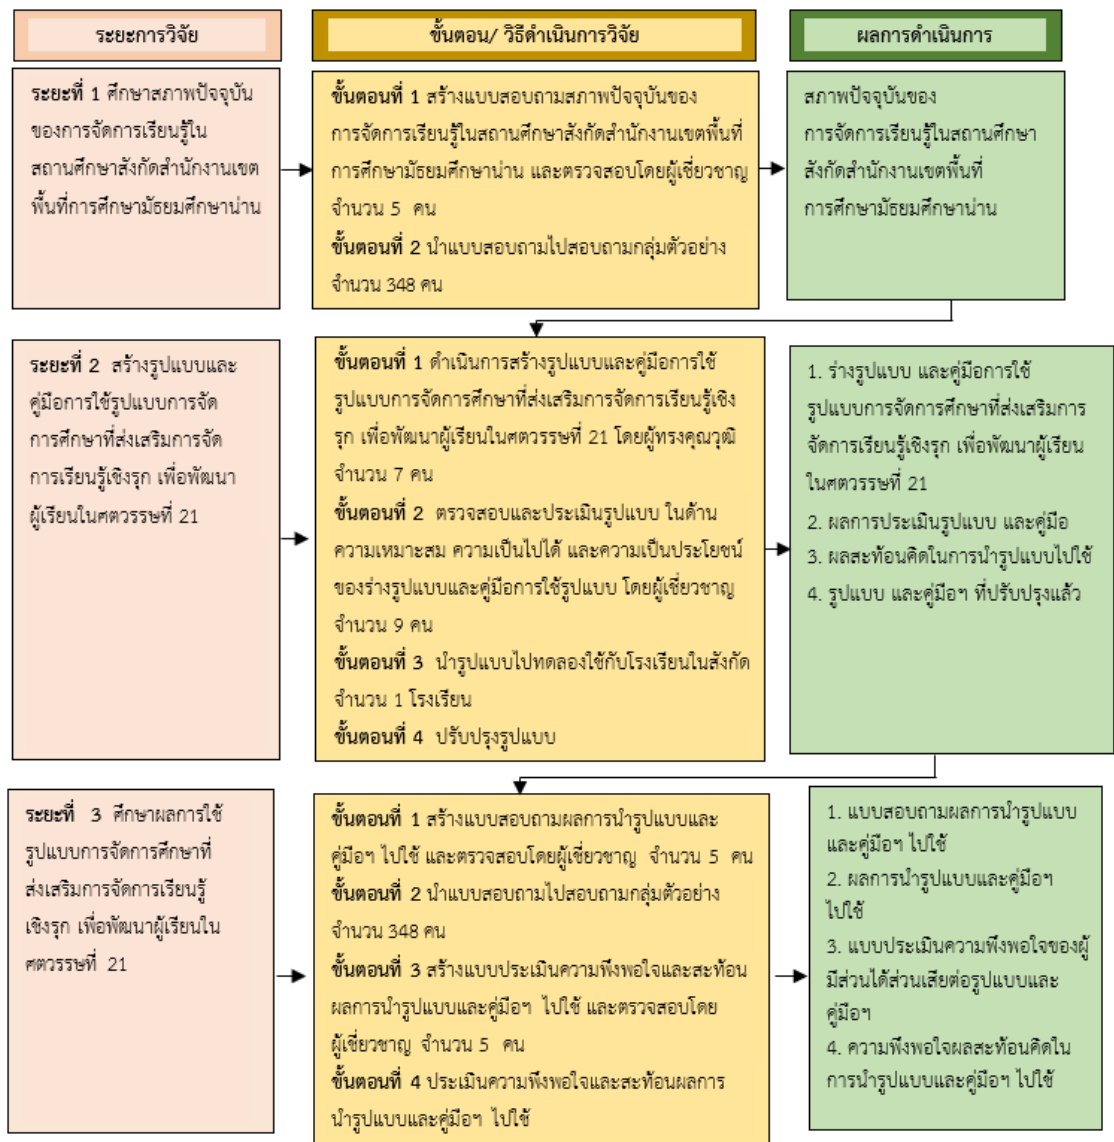 ระยะการวิจัย
ขั้นตอน/ วิธีดำเนินการวิจัย
ผลการดำเนินการ
ระยะที่ 1 ศึกษาสภาพปัจจุบัน
ของการจัดการเรียนรู้ใน
สถานศึกษาสังกัดสำนักงานเขต
พื้นที่การศึกษามัธยมศึกษาน่าน
ขั้นตอนที่ 1 สร้างแบบสอบถามสภาพปัจจุบันของ
การจัดการเรียนรู้ในสถานศึกษาสังกัดสำนักงานเขตพื้นที่
การศึกษามัธยมศึกษาน่าน และตรวจสอบโดยผู้เชี่ยวชาญ
จำนวน 5 คน
ขั้นตอนที่ 2 นำแบบสอบถามไปสอบถามกลุ่มตัวอย่าง
จำนวน 348 คน
สภาพปัจจุบันของ
การจัดการเรียนรู้ในสถานศึกษา
สังกัดสำนักงานเขตพื้นที่
การศึกษามัธยมศึกษาน่าน
ระยะที่ 2 สร้างรูปแบบและ
คู่มือการใช้รูปแบบการจัด
การศึกษาที่ส่งเสริมการจัด
การเรียนรู้เชิงรุก เพื่อพัฒนา
ผู้เรียนในศตวรรษที่ 21
ขั้นตอนที่ 1 ดำเนินการสร้างรูปแบบและคู่มือการใช้
รูปแบบการจัดการศึกษาที่ส่งเสริมการจัดการเรียนรู้เชิง
รุก เพื่อพัฒนาผู้เรียนในศตวรรษที่ 21 โดยผู้ทรงคุณวุฒิ
จำนวน 7 คน
ขั้นตอนที่ 2 ตรวจสอบและประเมินรูปแบบ ในด้าน
ความเหมาะสม ความเป็นไปได้ และความเป็นประโยชน์
ของร่างรูปแบบและคู่มือการใช้รูปแบบ โดยผู้เชี่ยวชาญ
จำนวน 9 คน
ขั้นตอนที่ 3 นำรูปแบบไปทดลองใช้กับโรงเรียนในสังกัด
จำนวน 1 โรงเรียน
ขั้นตอนที่ 4 ปรับปรุงรูปแบบ
1. ร่างรูปแบบ และคู่มือการใช้
รูปแบบการจัดการศึกษาที่ส่งเสริมการ
จัดการเรียนรู้เชิงรุก เพื่อพัฒนาผู้เรียน
ในศตวรรษที่ 21
2. ผลการประเมินรูปแบบ และคู่มือ
3. ผลสะท้อนคิดในการนำรูปแบบไปใช้
4. รูปแบบ และคู่มือฯ ที่ปรับปรุงแล้ว
ระยะที่ 3 ศึกษาผลการใช้
รูปแบบการจัดการศึกษาที่
ส่งเสริมการจัดการเรียนรู้
เชิงรุก เพื่อพัฒนาผู้เรียนใน
ศตวรรษที่ 21
ขั้นตอนที่ 1 สร้างแบบสอบถามผลการนำรูปแบบและ
คู่มือฯ ไปใช้ และตรวจสอบโดยผู้เชี่ยวชาญ จำนวน 5 คน
ขั้นตอนที่ 2 นำแบบสอบถามไปสอบถามกลุ่มตัวอย่าง
จำนวน 348 คน
ขั้นตอนที่ 3 สร้างแบบประเมินความพึงพอใจและสะท้อน
ผลการนำรูปแบบและคู่มือฯ ไปใช้ และตรวจสอบโดย
ผู้เชี่ยวชาญ จำนวน 5 คน
ขั้นตอนที่ 4 ประเมินความพึงพอใจและสะท้อนผลการ
นำรูปแบบและคู่มือฯ ไปใช้
1. แบบสอบถามผลการนำรูปแบบ
และคู่มือฯ ไปใช้
2. ผลการนำรูปแบบและคู่มือฯ
ไปใช้
3. แบบประเมินความพึงพอใจของผู้
มีส่วนได้ส่วนเสียต่อรูปแบบและ
คู่มือฯ
4. ความพึงพอใจผลสะท้อนคิดใน
การนำรูปแบบและคู่มือฯ ไปใช้